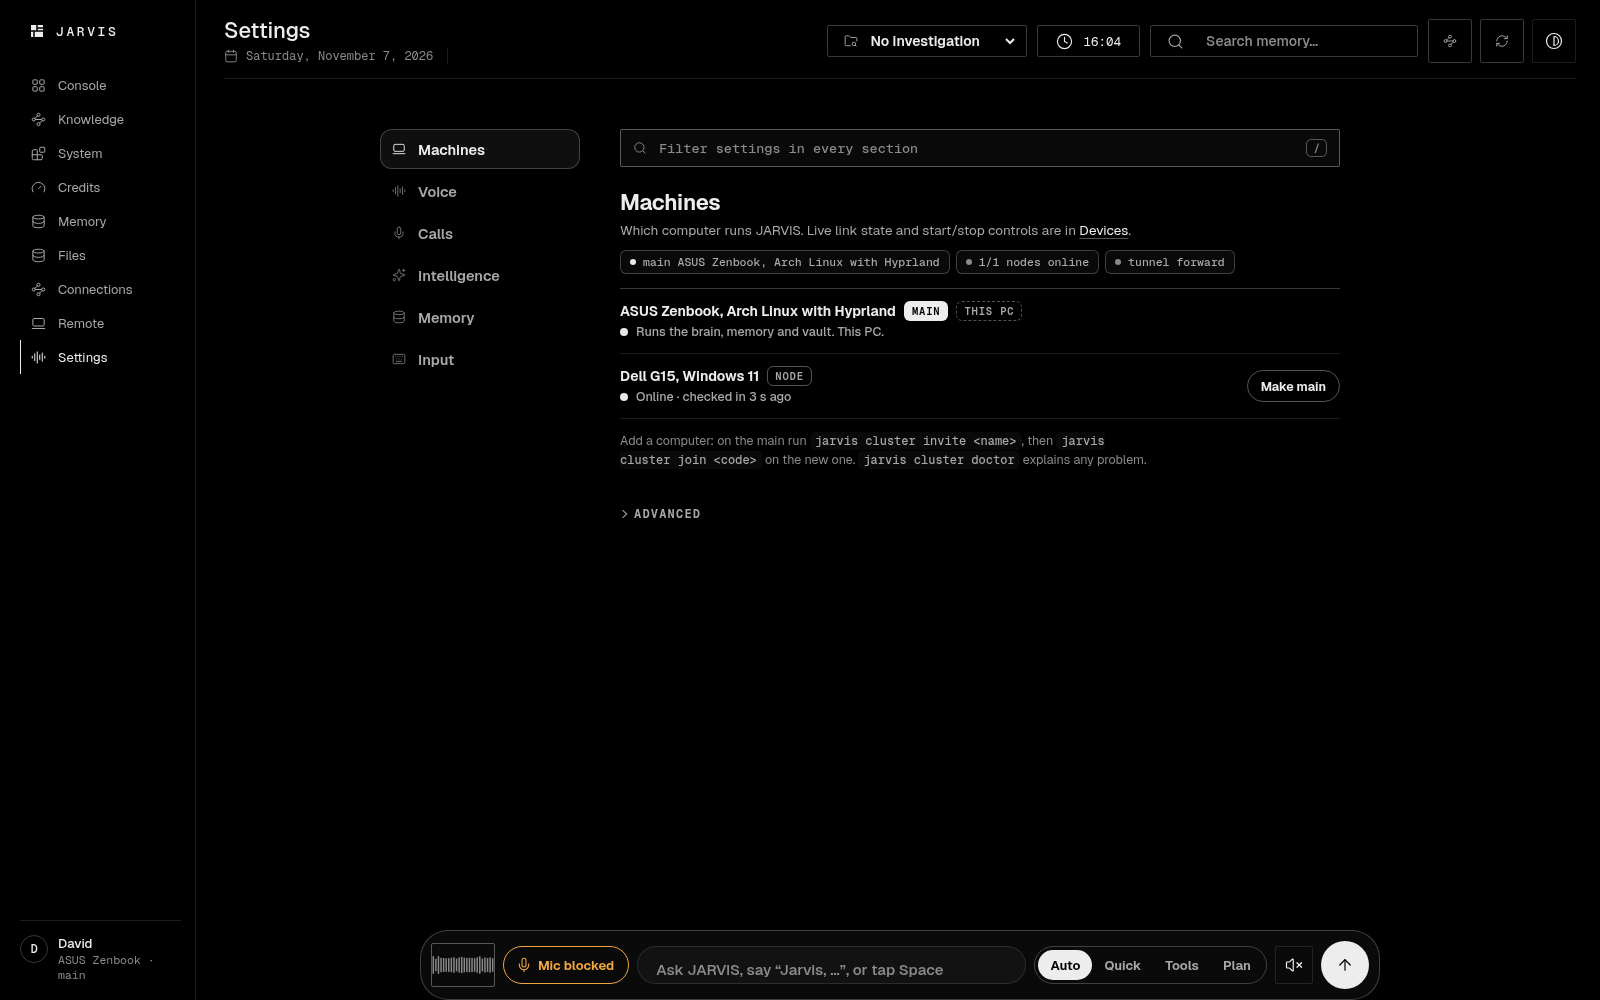 JARVIS
Console
Knowledge
System
Credits
Memory
Files
Connections
Remote
Settings
D
David
ASUS Zenbook ·
main
Settings
Saturday, November 7, 2026
No investigation
16:04
Search memory…
Machines
Voice
Calls
Intelligence
Memory
Input
Filter settings in every section
/
Machines
Which computer runs JARVIS. Live link state and start/stop controls are in Devices.
main ASUS Zenbook, Arch Linux with Hyprland
1/1 nodes online
tunnel forward
ASUS Zenbook, Arch Linux with Hyprland MAIN THIS PC
Runs the brain, memory and vault. This PC.
Dell G15, Windows 11 NODE
Online · checked in 3 s ago
Make main
Add a computer: on the main run jarvis cluster invite <name>, then jarvis
cluster join <code> on the new one. jarvis cluster doctor explains any problem.
ADVANCED
Mic blocked
Ask JARVIS, say “Jarvis, …”, or tap Space
Auto
Quick
Tools
Plan